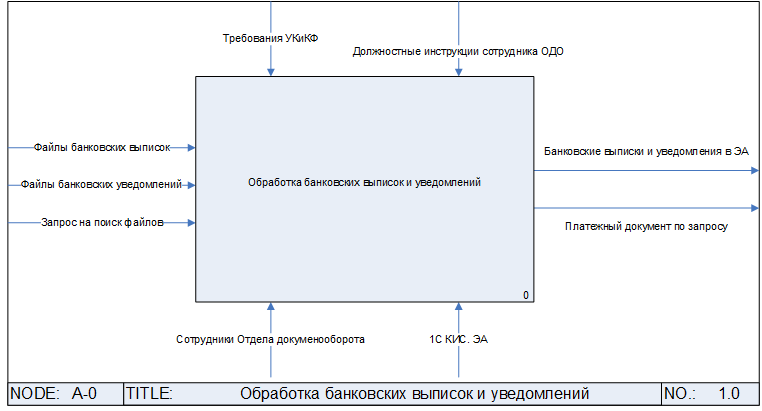 Требования УКиКФ
Должностные инструкции сотрудника ОДО
Файлы банковских выписок
Банковские выписки и уведомления в ЭА
Файлы банковских уведомлений
Обработка банковских выписок и уведомлений
Запрос на поиск файлов
Платежный документ по запросу
0
Сотрудники Отдела докуменооборота
1С КИС. ЭА
NODE: A-0 TITLE: Обработка банковских выписок и уведомлений NO.: 1.0